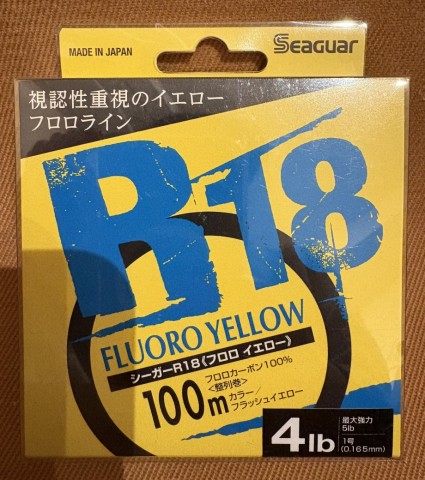 MADE IN JAPAN
Seaguar
視認性重視のイエロー
フロロライン
R18
FLUORO YELLOW
シーガーR18《フロロ イエロー》
フロロカーボン100%
<整列巻>
100m
カラー/
フラッシュイエロー
4lb
最大強力
5lb
1号
(0.165mm)